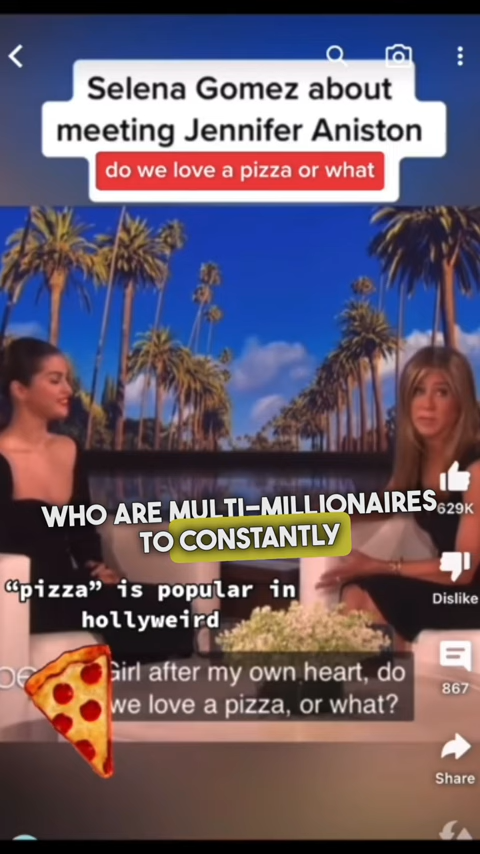 Selena Gomez about
meeting Jennifer Aniston
do we love a pizza or what
WHO ARE MULTI-MILLIONAIRES
TO CONSTANTLY
629K
Dislike
"pizza" is popular in
hollyweird
Girl after my own heart, do
we love a pizza, or what?
867
Share